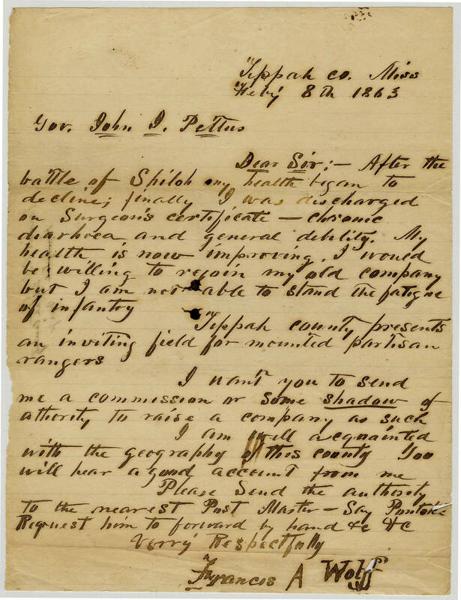 Tippah co. Miss
Feb'y 8th 1863
Gov. John J. Pettus
Dear Sir;- After the
battle of Shiloh my health began to
decline; finally I was discharged
on Surgeon's certificate - chronic
diarhoea and general debility. My
health is now improving. I would
be willing to rejoin my old company
but I am not able to stand the fatogue
of infantry
Tippah county presents
an inviting field for mounted partisan
rangers
I want you to send
me a commission or some shadow of
athority to raise a company as such
I am well acquainted
with the geography of this county You
will hear a good account from me
Please Send the authority
to the nearest Post Master - Say
Request him to forward by hand &c &C
Verry Respectfully
Francis A Wolff